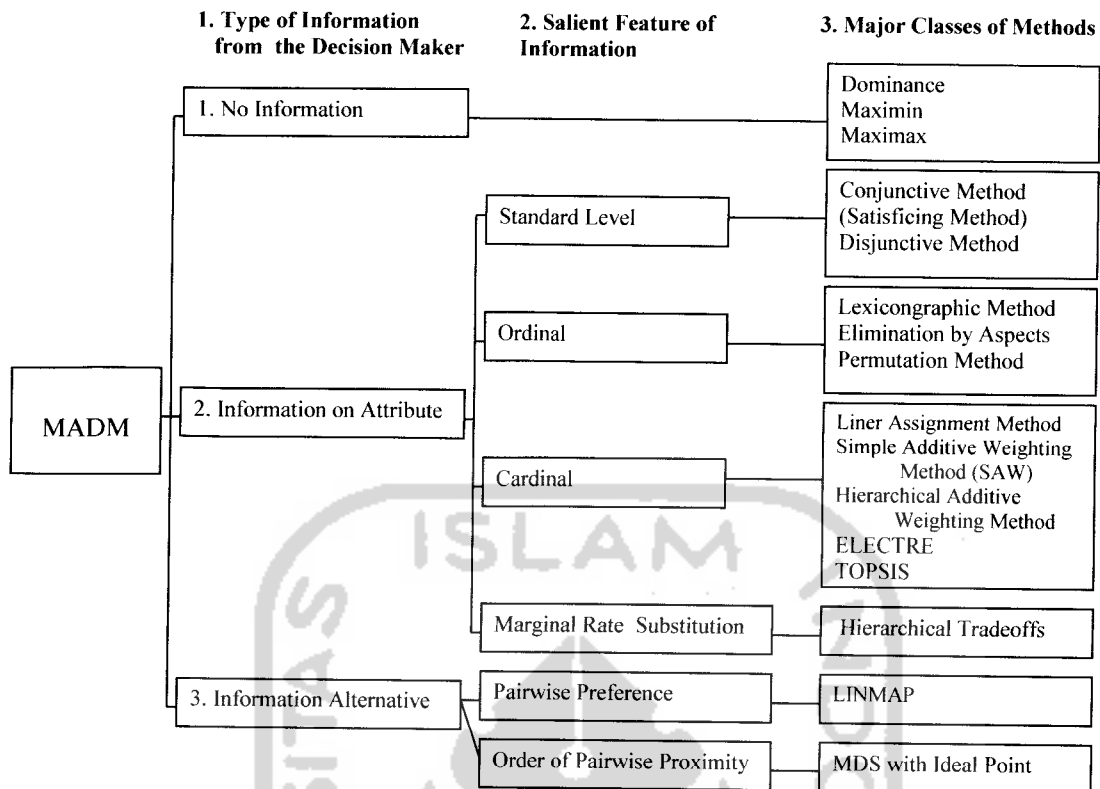 1. Type of Information
from the Decision Maker
2. Salient Feature of
Information
3. Major Classes of Methods
MADM
1. No Information
Dominance
Maximin
Maximax
2. Information on Attribute
Standard Level
Conjunctive Method
(Satisficing Method)
Disjunctive Method
Ordinal
Lexicongraphic Method
Elimination by Aspects
Permutation Method
Cardinal
Liner Assignment Method
Simple Additive Weighting
Method (SAW)
Hierarchical Additive
Weighting Method
ELECTRE
TOPSIS
Marginal Rate Substitution
Hierarchical Tradeoffs
3. Information Alternative
Pairwise Preference
LINMAP
Order of Pairwise Proximity
MDS with Ideal Point
ISLAM